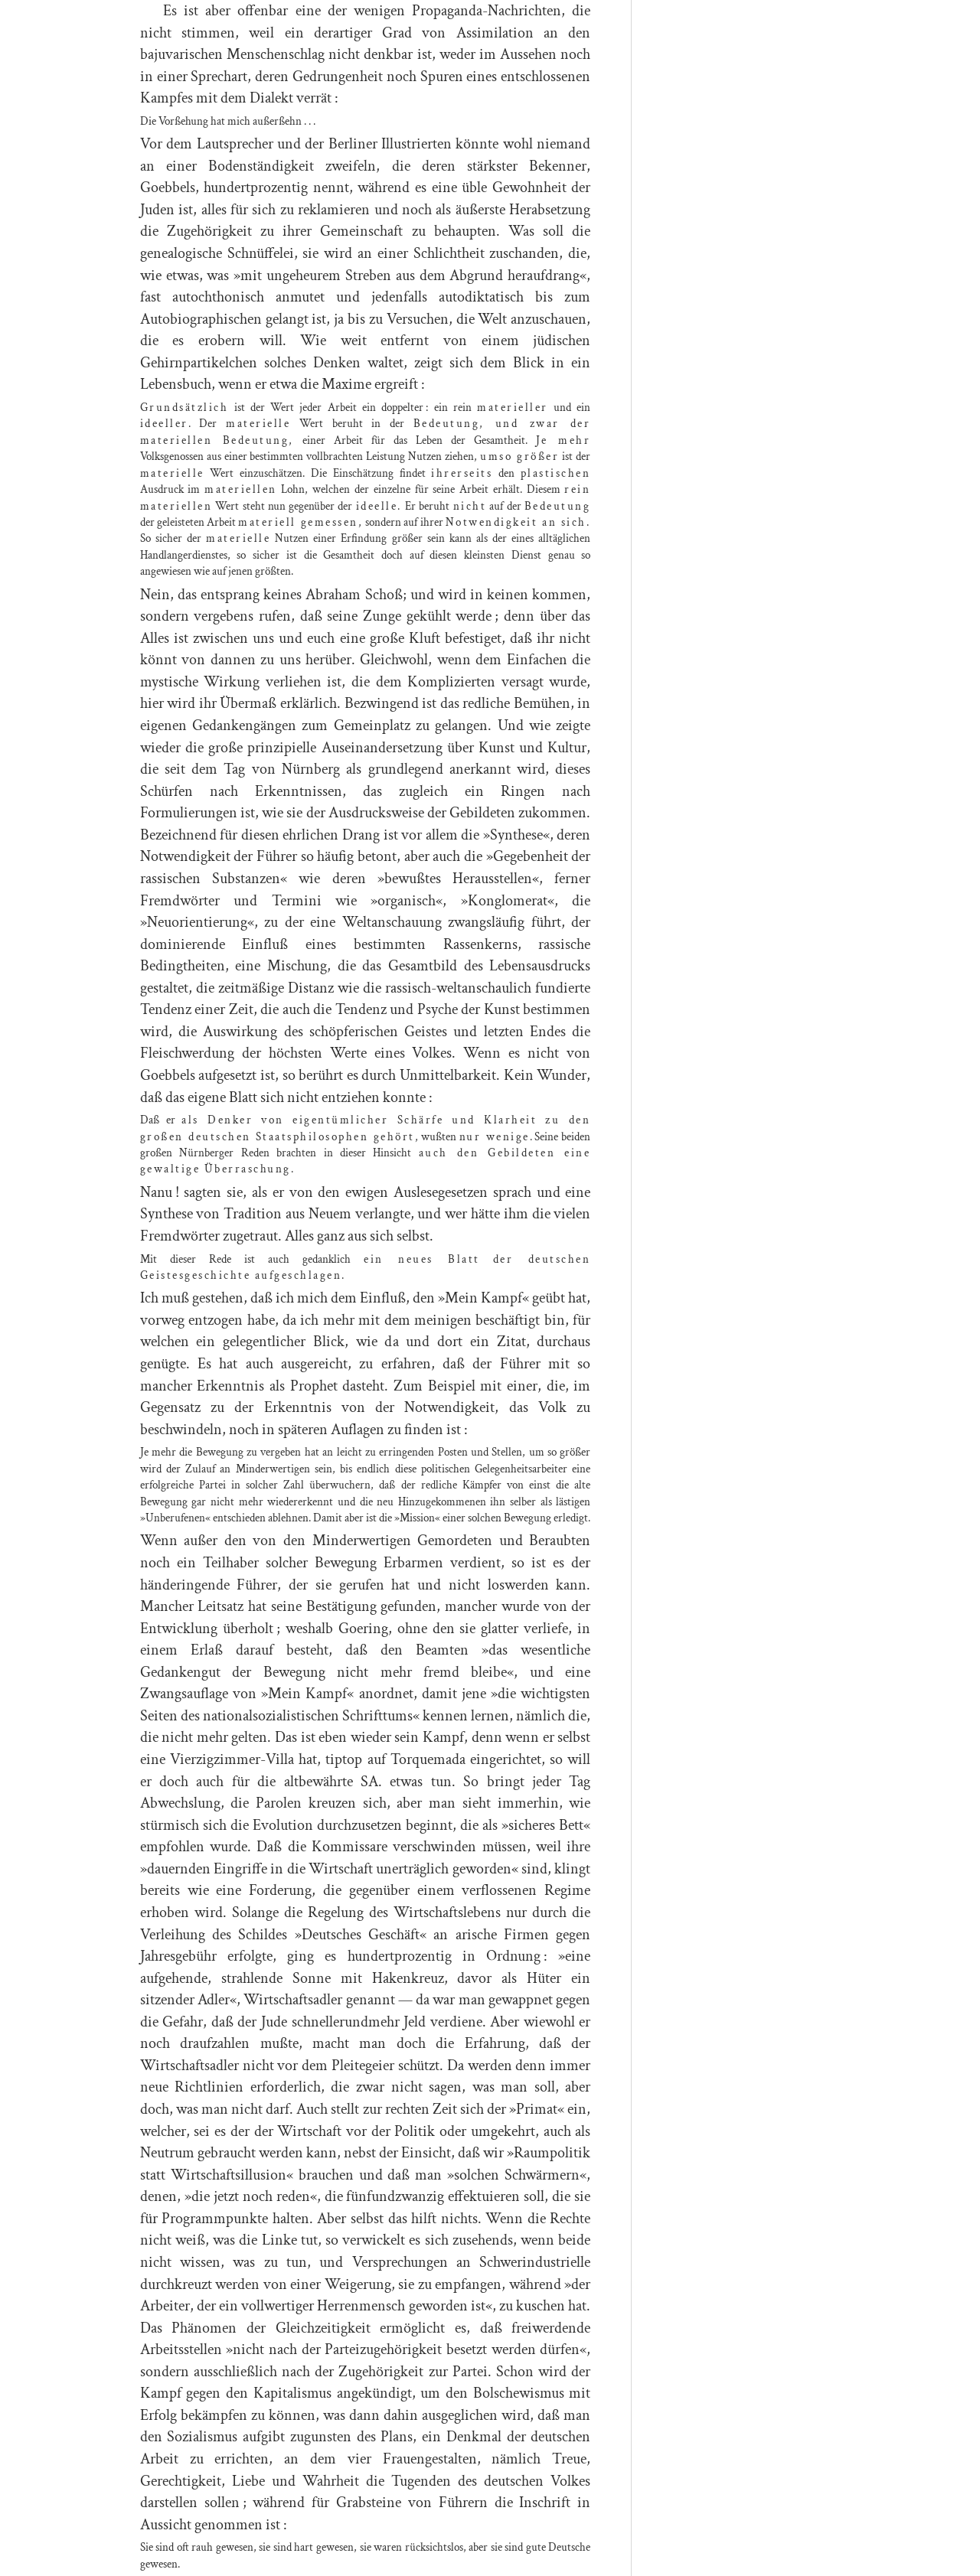 Es ist aber offenbar eine der wenigen Propaganda-Nachrichten, die
nicht stimmen, weil ein derartiger Grad von Assimilation an den
bajuvarischen Menschenschlag nicht denkbar ist, weder im Aussehen noch
in einer Sprechart, deren Gedrungenheit noch Spuren eines entschlossenen
Kampfes mit dem Dialekt verrät :
Die Vorßehung hat mich außerßehn . . .
Vor dem Lautsprecher und der Berliner Illustrierten könnte wohl niemand
an einer Bodenständigkeit zweifeln, die deren stärkster Bekenner,
Goebbels, hundertprozentig nennt, während es eine üble Gewohnheit der
Juden ist, alles für sich zu reklamieren und noch als äußerste Herabsetzung
die Zugehörigkeit zu ihrer Gemeinschaft zu behaupten. Was soll die
genealogische Schnüffelei, sie wird an einer Schlichtheit zuschanden, die,
wie etwas, was »mit ungeheurem Streben aus dem Abgrund heraufdrang«,
fast autochthonisch anmutet und jedenfalls autodiktatisch bis zum
Autobiographischen gelangt ist, ja bis zu Versuchen, die Welt anzuschauen,
die es erobern will. Wie weit entfernt von einem jüdischen
Gehirnpartikelchen solches Denken waltet, zeigt sich dem Blick in ein
Lebensbuch, wenn er etwa die Maxime ergreift :
Grundsätzlich ist der Wert jeder Arbeit ein doppelter : ein rein materieller und ein
ideeller. Der materielle Wert beruht in der Bedeutung, und zwar der
materiellen Bedeutung, einer Arbeit für das Leben der Gesamtheit. Je mehr
Volksgenossen aus einer bestimmten vollbrachten Leistung Nutzen ziehen, umso größer ist der
materielle Wert einzuschätzen. Die Einschätzung findet ihrerseits den plastischen
Ausdruck im materiellen Lohn, welchen der einzelne für seine Arbeit erhält. Diesem rein
materiellen Wert steht nun gegenüber der ideelle. Er beruht nicht auf der Bedeutung
der geleisteten Arbeit materiell gemessen, sondern auf ihrer Notwendigkeit an sich.
So sicher der materielle Nutzen einer Erfindung größer sein kann als der eines alltäglichen
Handlangerdienstes, so sicher ist die Gesamtheit doch auf diesen kleinsten Dienst genau so
angewiesen wie auf jenen größten.
Nein, das entsprang keines Abraham Schoß; und wird in keinen kommen,
sondern vergebens rufen, daß seine Zunge gekühlt werde ; denn über das
Alles ist zwischen uns und euch eine große Kluft befestiget, daß ihr nicht
könnt von dannen zu uns herüber. Gleichwohl, wenn dem Einfachen die
mystische Wirkung verliehen ist, die dem Komplizierten versagt wurde,
hier wird ihr Übermaß erklärlich. Bezwingend ist das redliche Bemühen, in
eigenen Gedankengängen zum Gemeinplatz zu gelangen. Und wie zeigte
wieder die große prinzipielle Auseinandersetzung über Kunst und Kultur,
die seit dem Tag von Nürnberg als grundlegend anerkannt wird, dieses
Schürfen nach Erkenntnissen, das zugleich ein Ringen nach
Formulierungen ist, wie sie der Ausdrucksweise der Gebildeten zukommen.
Bezeichnend für diesen ehrlichen Drang ist vor allem die »Synthese«, deren
Notwendigkeit der Führer so häufig betont, aber auch die »Gegebenheit der
rassischen Substanzen« wie deren »bewußtes Herausstellen«, ferner
Fremdwörter und Termini wie »organisch«, »Konglomerat«, die
»Neuorientierung«, zu der eine Weltanschauung zwangsläufig führt, der
dominierende Einfluß eines bestimmten Rassenkerns, rassische
Bedingtheiten, eine Mischung, die das Gesamtbild des Lebensausdrucks
gestaltet, die zeitmäßige Distanz wie die rassisch-weltanschaulich fundierte
Tendenz einer Zeit, die auch die Tendenz und Psyche der Kunst bestimmen
wird, die Auswirkung des schöpferischen Geistes und letzten Endes die
Fleischwerdung der höchsten Werte eines Volkes. Wenn es nicht von
Goebbels aufgesetzt ist, so berührt es durch Unmittelbarkeit. Kein Wunder,
daß das eigene Blatt sich nicht entziehen konnte :
Daß er als Denker von eigentümlicher Schärfe und Klarheit zu den
großen deutschen Staatsphilosophen gehört, wußten nur wenige. Seine beiden
großen Nürnberger Reden brachten in dieser Hinsicht auch den Gebildeten eine
gewaltige Überraschung.
Nanu ! sagten sie, als er von den ewigen Auslesegesetzen sprach und eine
Synthese von Tradition aus Neuem verlangte, und wer hätte ihm die vielen
Fremdwörter zugetraut. Alles ganz aus sich selbst.
Mit dieser Rede ist auch gedanklich ein neues Blatt der deutschen
Geistesgeschichte aufgeschlagen.
Ich muß gestehen, daß ich mich dem Einfluß, den »Mein Kampf« geübt hat,
vorweg entzogen habe, da ich mehr mit dem meinigen beschäftigt bin, für
welchen ein gelegentlicher Blick, wie da und dort ein Zitat, durchaus
genügte. Es hat auch ausgereicht, zu erfahren, daß der Führer mit so
mancher Erkenntnis als Prophet dasteht. Zum Beispiel mit einer, die, im
Gegensatz zu der Erkenntnis von der Notwendigkeit, das Volk zu
beschwindeln, noch in späteren Auflagen zu finden ist :
Je mehr die Bewegung zu vergeben hat an leicht zu erringenden Posten und Stellen, um so größer
wird der Zulauf an Minderwertigen sein, bis endlich diese politischen Gelegenheitsarbeiter eine
erfolgreiche Partei in solcher Zahl überwuchern, daß der redliche Kämpfer von einst die alte
Bewegung gar nicht mehr wiedererkennt und die neu Hinzugekommenen ihn selber als lästigen
»Unberufenen« entschieden ablehnen. Damit aber ist die »Mission« einer solchen Bewegung erledigt.
Wenn außer den von den Minderwertigen Gemordeten und Beraubten
noch ein Teilhaber solcher Bewegung Erbarmen verdient, so ist es der
händeringende Führer, der sie gerufen hat und nicht loswerden kann.
Mancher Leitsatz hat seine Bestätigung gefunden, mancher wurde von der
Entwicklung überholt ; weshalb Goering, ohne den sie glatter verliefe, in
einem Erlaß darauf besteht, daß den Beamten »das wesentliche
Gedankengut der Bewegung nicht mehr fremd bleibe«, und eine
Zwangsauflage von »Mein Kampf« anordnet, damit jene »die wichtigsten
Seiten des nationalsozialistischen Schrifttums« kennen lernen, nämlich die,
die nicht mehr gelten. Das ist eben wieder sein Kampf, denn wenn er selbst
eine Vierzigzimmer-Villa hat, tiptop auf Torquemada eingerichtet, so will
er doch auch für die altbewährte SA. etwas tun. So bringt jeder Tag
Abwechslung, die Parolen kreuzen sich, aber man sieht immerhin, wie
stürmisch sich die Evolution durchzusetzen beginnt, die als »sicheres Bett«
empfohlen wurde. Daß die Kommissare verschwinden müssen, weil ihre
»dauernden Eingriffe in die Wirtschaft unerträglich geworden« sind, klingt
bereits wie eine Forderung, die gegenüber einem verflossenen Regime
erhoben wird. Solange die Regelung des Wirtschaftslebens nur durch die
Verleihung des Schildes »Deutsches Geschäft« an arische Firmen gegen
Jahresgebühr erfolgte, ging es hundertprozentig in Ordnung : »eine
aufgehende, strahlende Sonne mit Hakenkreuz, davor als Hüter ein
sitzender Adler«, Wirtschaftsadler genannt — da war man gewappnet gegen
die Gefahr, daß der Jude schnellerundmehr Jeld verdiene. Aber wiewohl er
noch draufzahlen mußte, macht man doch die Erfahrung, daß der
Wirtschaftsadler nicht vor dem Pleitegeier schützt. Da werden denn immer
neue Richtlinien erforderlich, die zwar nicht sagen, was man soll, aber
doch, was man nicht darf. Auch stellt zur rechten Zeit sich der »Primat« ein,
welcher, sei es der der Wirtschaft vor der Politik oder umgekehrt, auch als
Neutrum gebraucht werden kann, nebst der Einsicht, daß wir »Raumpolitik
statt Wirtschaftsillusion« brauchen und daß man »solchen Schwärmern«,
denen, »die jetzt noch reden«, die fünfundzwanzig effektuieren soll, die sie
für Programmpunkte halten. Aber selbst das hilft nichts. Wenn die Rechte
nicht weiß, was die Linke tut, so verwickelt es sich zusehends, wenn beide
nicht wissen, was zu tun, und Versprechungen an Schwerindustrielle
durchkreuzt werden von einer Weigerung, sie zu empfangen, während »der
Arbeiter, der ein vollwertiger Herrenmensch geworden ist«, zu kuschen hat.
Das Phänomen der Gleichzeitigkeit ermöglicht es, daß freiwerdende
Arbeitsstellen »nicht nach der Parteizugehörigkeit besetzt werden dürfen«,
sondern ausschließlich nach der Zugehörigkeit zur Partei. Schon wird der
Kampf gegen den Kapitalismus angekündigt, um den Bolschewismus mit
Erfolg bekämpfen zu können, was dann dahin ausgeglichen wird, daß man
den Sozialismus aufgibt zugunsten des Plans, ein Denkmal der deutschen
Arbeit zu errichten, an dem vier Frauengestalten, nämlich Treue,
Gerechtigkeit, Liebe und Wahrheit die Tugenden des deutschen Volkes
darstellen sollen ; während für Grabsteine von Führern die Inschrift in
Aussicht genommen ist :
Sie sind oft rauh gewesen, sie sind hart gewesen, sie waren rücksichtslos, aber sie sind gute Deutsche
gewesen.